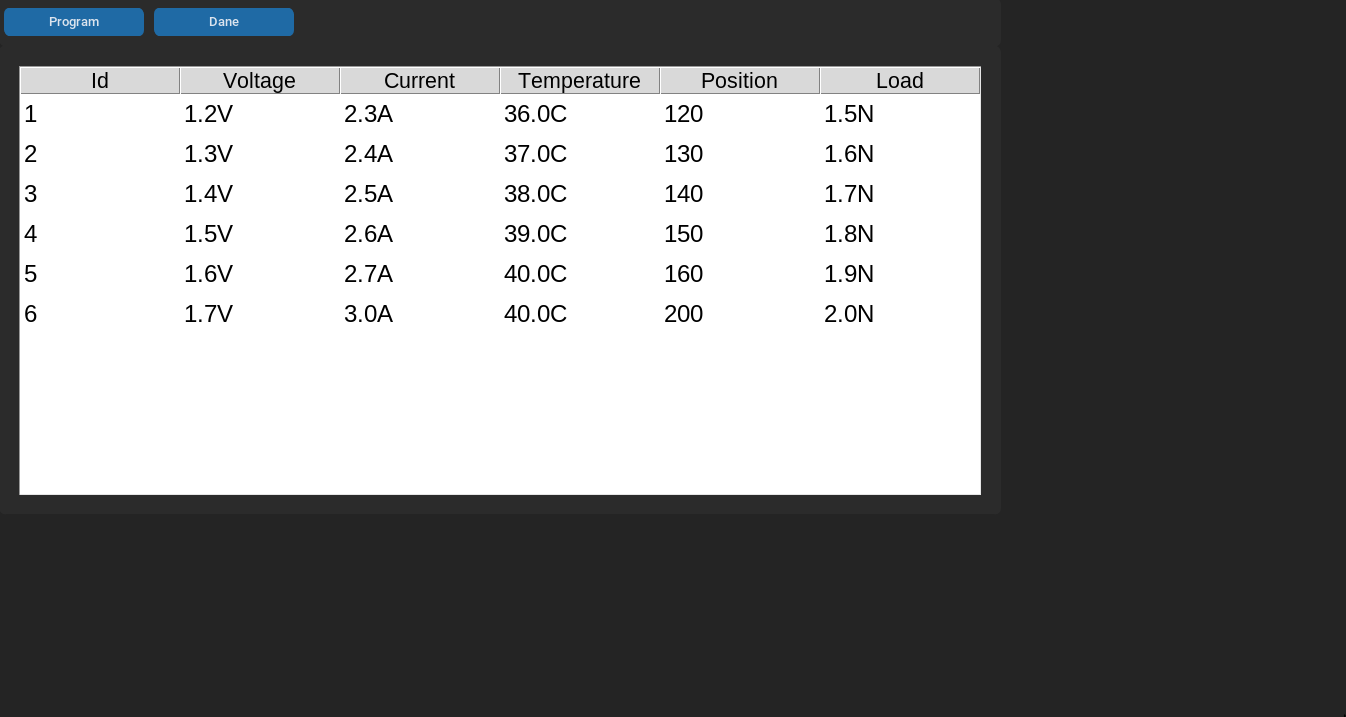 Program Dane
Id Voltage Current Temperature Position Load
1 1.2V 2.3A 36.0C 120 1.5N
2 1.3V 2.4A 37.0C 130 1.6N
3 1.4V 2.5A 38.0C 140 1.7N
4 1.5V 2.6A 39.0C 150 1.8N
5 1.6V 2.7A 40.0C 160 1.9N
6 1.7V 3.0A 40.0C 200 2.0N